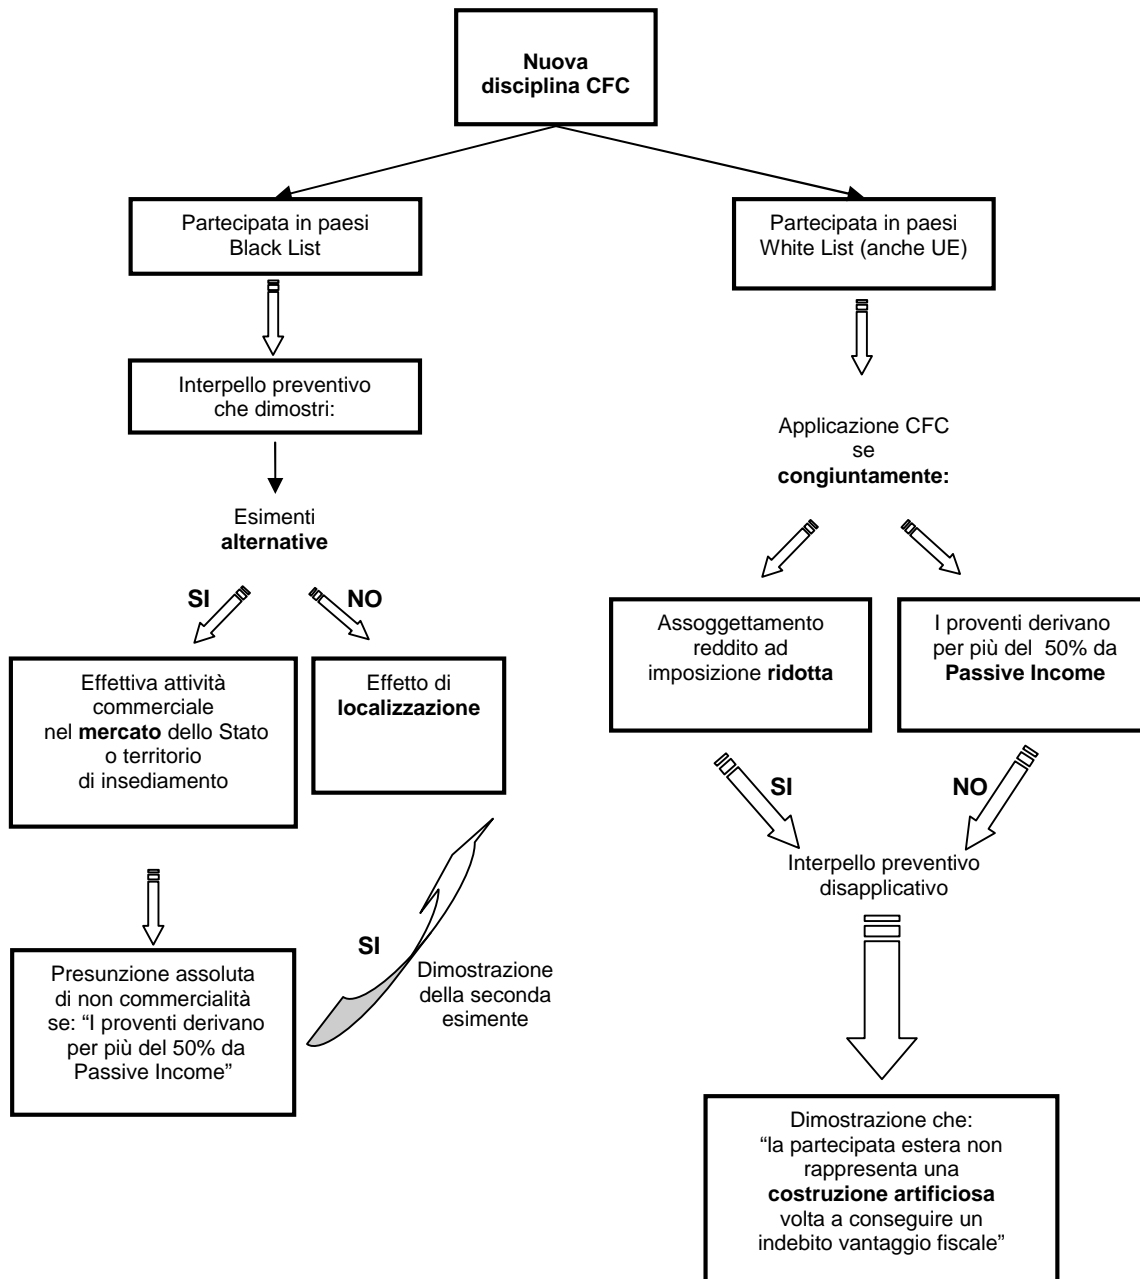 Nuova
disciplina CFC
Partecipata in paesi
Black List
Partecipata in paesi
White List (anche UE)
Interpello preventivo
che dimostri:
Applicazione CFC
se
congiuntamente:
Esimenti
alternative
SI
NO
Effettiva attività
commerciale
nel mercato dello Stato
o territorio
di insediamento
Effetto di
localizzazione
Assoggettamento
reddito ad
imposizione ridotta
I proventi derivano
per più del  50% da
Passive Income
SI
NO
Interpello preventivo
disapplicativo
SI
Dimostrazione
della seconda
esimente
Presunzione assoluta
di non commercialità
se: “I proventi derivano
per più del 50% da
Passive Income”
Dimostrazione che:
“la partecipata estera non
rappresenta una
costruzione artificiosa
volta a conseguire un
indebito vantaggio fiscale”